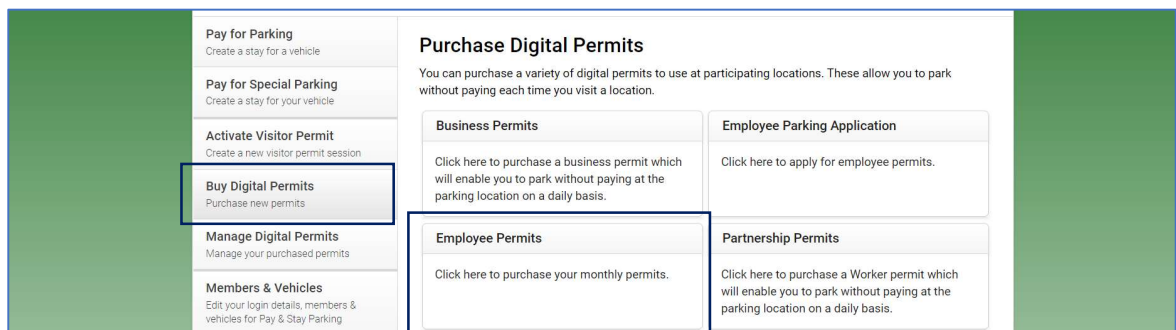 Pay for Parking
Create a stay for a vehicle
Pay for Special Parking
Create a stay for your vehicle
Activate Visitor Permit
Create a new visitor permit session
Buy Digital Permits
Purchase new permits
Manage Digital Permits
Manage your purchased permits
Members & Vehicles
Edit your login details, members &
vehicles for Pay & Stay Parking
Purchase Digital Permits
You can purchase a variety of digital permits to use at participating locations. These allow you to park
without paying each time you visit a location.
Business Permits
Click here to purchase a business permit which
will enable you to park without paying at the
parking location on a daily basis.
Employee Parking Application
Click here to apply for employee permits.
Employee Permits
Click here to purchase your monthly permits.
Partnership Permits
Click here to purchase a Worker permit which
will enable you to park without paying at the
parking location on a daily basis.